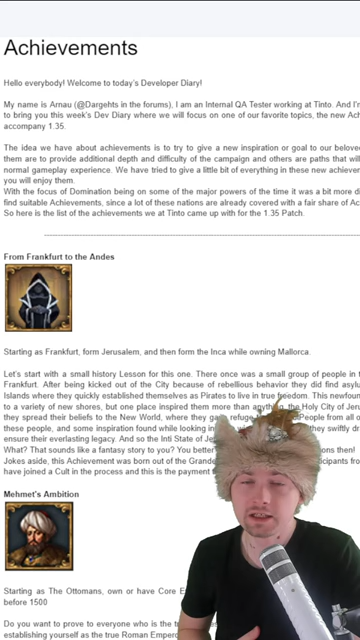 Achievements
Hello everybody! Welcome to today's Developer Diary!
My name is Arnau (@Dargehts in the forums), I am an Internal QA Tester working at Tinto. And I'm
to bring you this week's Dev Diary where we will focus on one of our favorite topics, the new Ach
accompany 1.35.
The idea we have about achievements is to try to give a new inspiration or goal to our beloved
them are to provide additional depth and difficulty of the campaign and others are paths that will
normal gameplay experience. We have tried to give a little bit of everything in these new achievem
you will enjoy them.
With the focus of Domination being on some of the major powers of the time it was a bit more di
find suitable Achievements, since a lot of these nations are already covered with a fair share of Ac
So here is the list of the achievements we at Tinto came up with for the 1.35 Patch.
From Frankfurt to the Andes
Starting as Frankfurt, form Jerusalem, and then form the Inca while owning Mallorca.
Let's start with a small history Lesson for this one. There once was a small group of people in t
Frankfurt. After being kicked out of the City because of rebellious behavior they did find asylu
Islands where they quickly established themselves as Pirates to live in true freedom. This newfoun
to a variety of new shores, but one place inspired them more than anything, the Holy City of Jeru
they spread their beliefs to the New World, where they ga refuge People from all o
these people, and some inspiration found while looking they swiftly dr
ensure their everlasting legacy. And so the Inti State of Je
What? That sounds like a fantasy story to you? You better ons then!
Jokes aside, this Achievement was born out of the Grande ticipants fro
have joined a Cult in the process and this is the payment
Mehmet's Ambition
Starting as The Ottomans, own or have Core
before 1500
Do you want to prove to everyone who is the
establishing yourself as the true Roman Empero